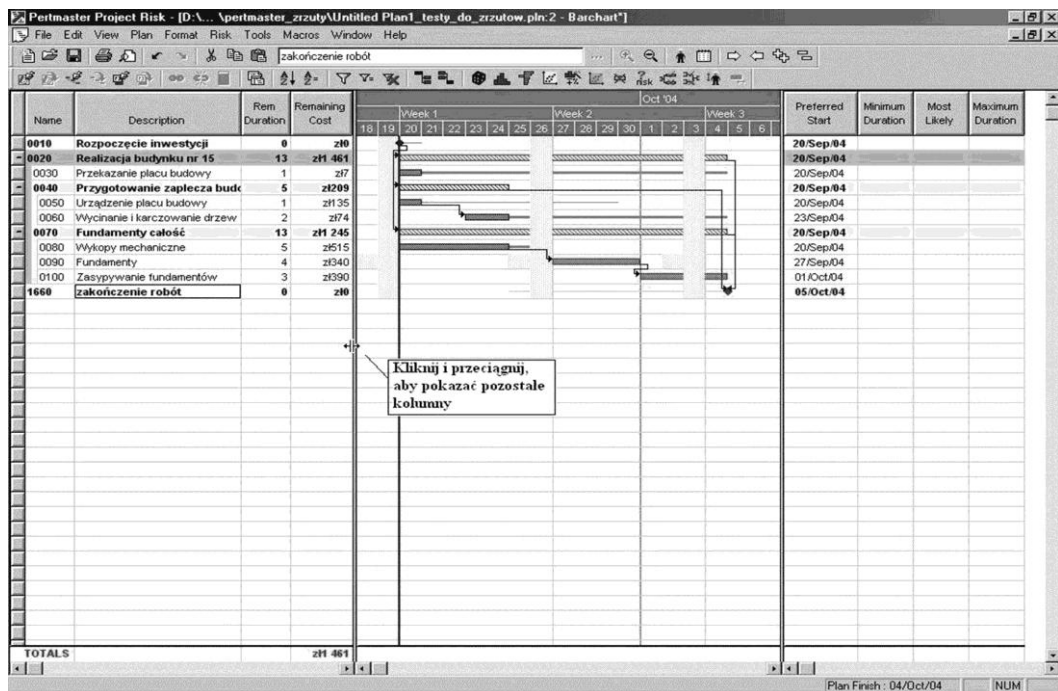 Pertmaster Project Risk - [D:\... \pertmaster_zrzuty\Untitled Plan1_testy_do_zrzutow.pln:2 - Barchart*]
File Edit View Plan Format Risk Tools Macros Window Help
zakończenie robót
Name Description Rem Duration Remaining Cost Oct '04 Preferred Start Minimum Duration Most Likely Maximum Duration
Week 1 Week 2 Week 3
18 19 20 21 22 23 24 25 26 27 28 29 30 1 2 3 4 5 6
0010 Rozpoczęcie inwestycji 0 zł0 20/Sep/04
0020 Realizacja budynku nr 15 13 zł1 461 20/Sep/04
0030 Przekazanie placu budowy 1 zł7 20/Sep/04
0040 Przygotowanie zaplecza budo 5 zł209 20/Sep/04
0050 Urządzenie placu budowy 1 zł135 20/Sep/04
0060 Wycinanie i karczowanie drzew 2 zł74 23/Sep/04
0070 Fundamenty całość 13 zł1 245 20/Sep/04
0080 Wykopy mechaniczne 5 zł515 20/Sep/04
0090 Fundamenty 4 zł340 27/Sep/04
0100 Zasypywanie fundamentów 3 zł390 01/Oct/04
1660 zakończenie robót 0 zł0 05/Oct/04
Kliknij i przeciągnij,
aby pokazać pozostałe
kolumny
TOTALS zł1 461
Plan Finish : 04/Oct/04 NUM